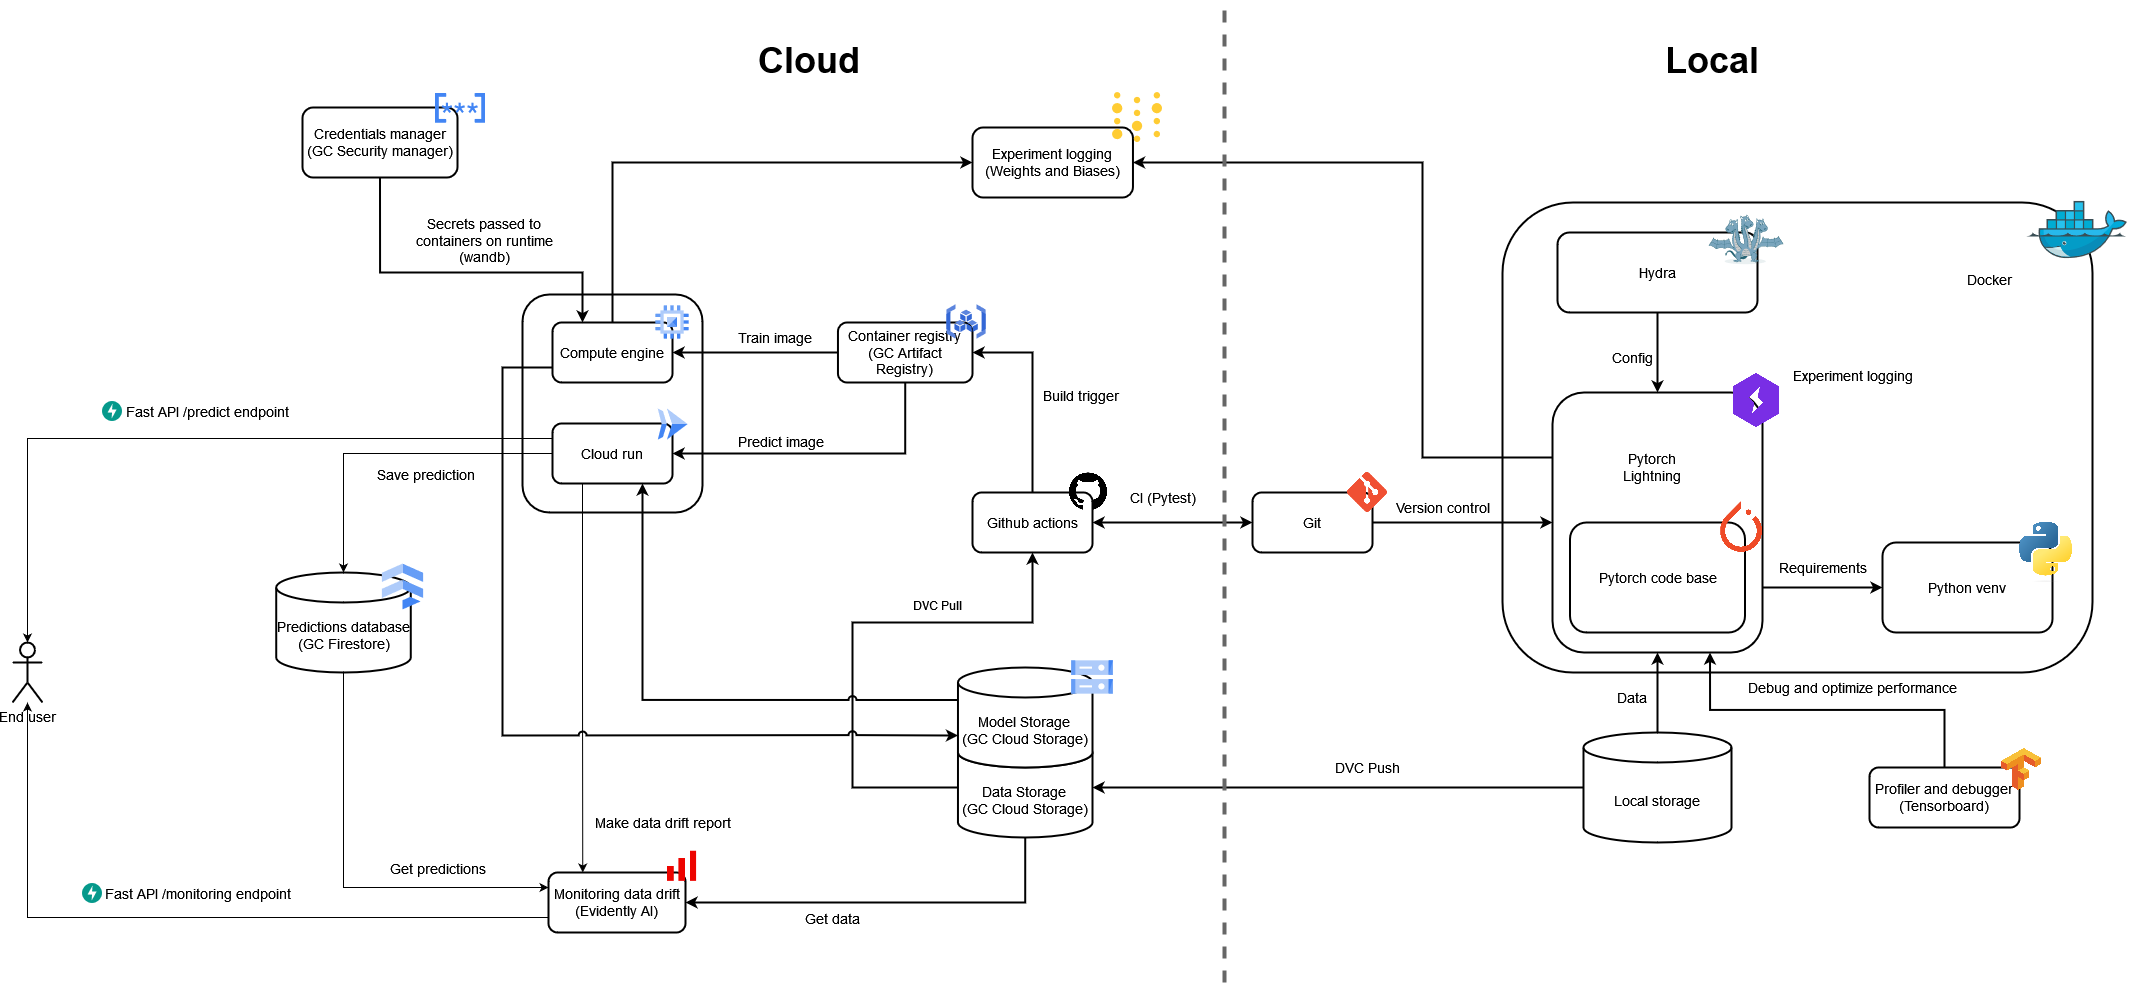 Cloud
Local
[***]
Credentials manager
(GC Security manager)
Experiment logging
(Weights and Biases)
Secrets passed to
containers on runtime
(wandb)
Hydra
Docker
Compute engine
Train image
Container registry
(GC Artifact
Registry)
Config
Experiment logging
Build trigger
Fast API /predict endpoint
Cloud run
Predict image
Save prediction
Pytorch
Lightning
Github actions
CI (Pytest)
Git
Version control
Pytorch code base
Requirements
Python venv
DVC Pull
Predictions database
(GC Firestore)
End user
Model Storage
(GC Cloud Storage)
Data
Debug and optimize performance
DVC Push
Data Storage
(GC Cloud Storage)
Local storage
Profiler and debugger
(Tensorboard)
Make data drift report
Get predictions
Fast API /monitoring endpoint
Monitoring data drift
(Evidently AI)
Get data